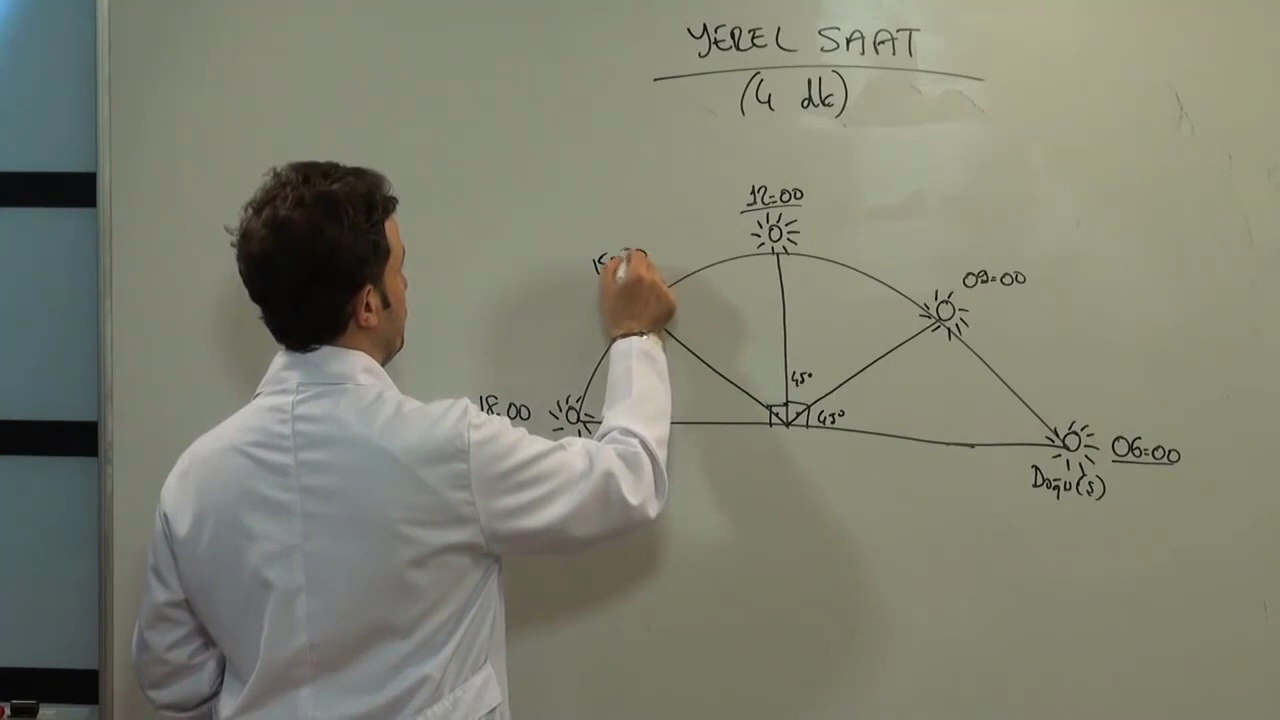 YEREL SAAT
(4 dk)
12=00
09=00
45°
18.00
45°
06=00
Doğu(ş)